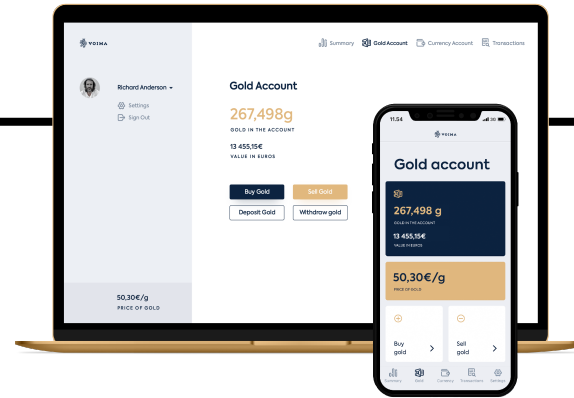 VOIMA
Summary
Gold Account
Currency Account
Transactions
Richard Anderson
Settings
Sign Out
Gold Account
267,498g
GOLD IN THE ACCOUNT
13 455,15€
VALUE IN EUROS
Buy Gold
Sell Gold
Deposit Gold
Withdraw gold
50,30€/g
PRICE OF GOLD
11.54
3G
VOIMA
Gold account
267,498 g
GOLD IN THE ACCOUNT
13 455,15€
VALUE IN EUROS
50,30€/g
PRICE OF GOLD
Buy
gold
Sell
gold
Summary
Gold
Currency
Transactions
Settings